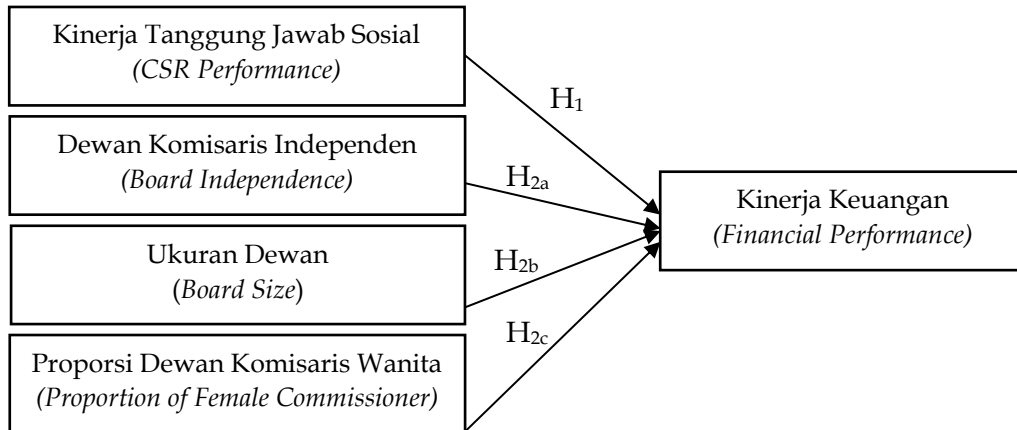 Kinerja Tanggung Jawab Sosial
(CSR Performance)
H1
Dewan Komisaris Independen
(Board Independence)
H2a
Kinerja Keuangan
(Financial Performance)
Ukuran Dewan
(Board Size)
H2b
H2c
Proporsi Dewan Komisaris Wanita
(Proportion of Female Commissioner)